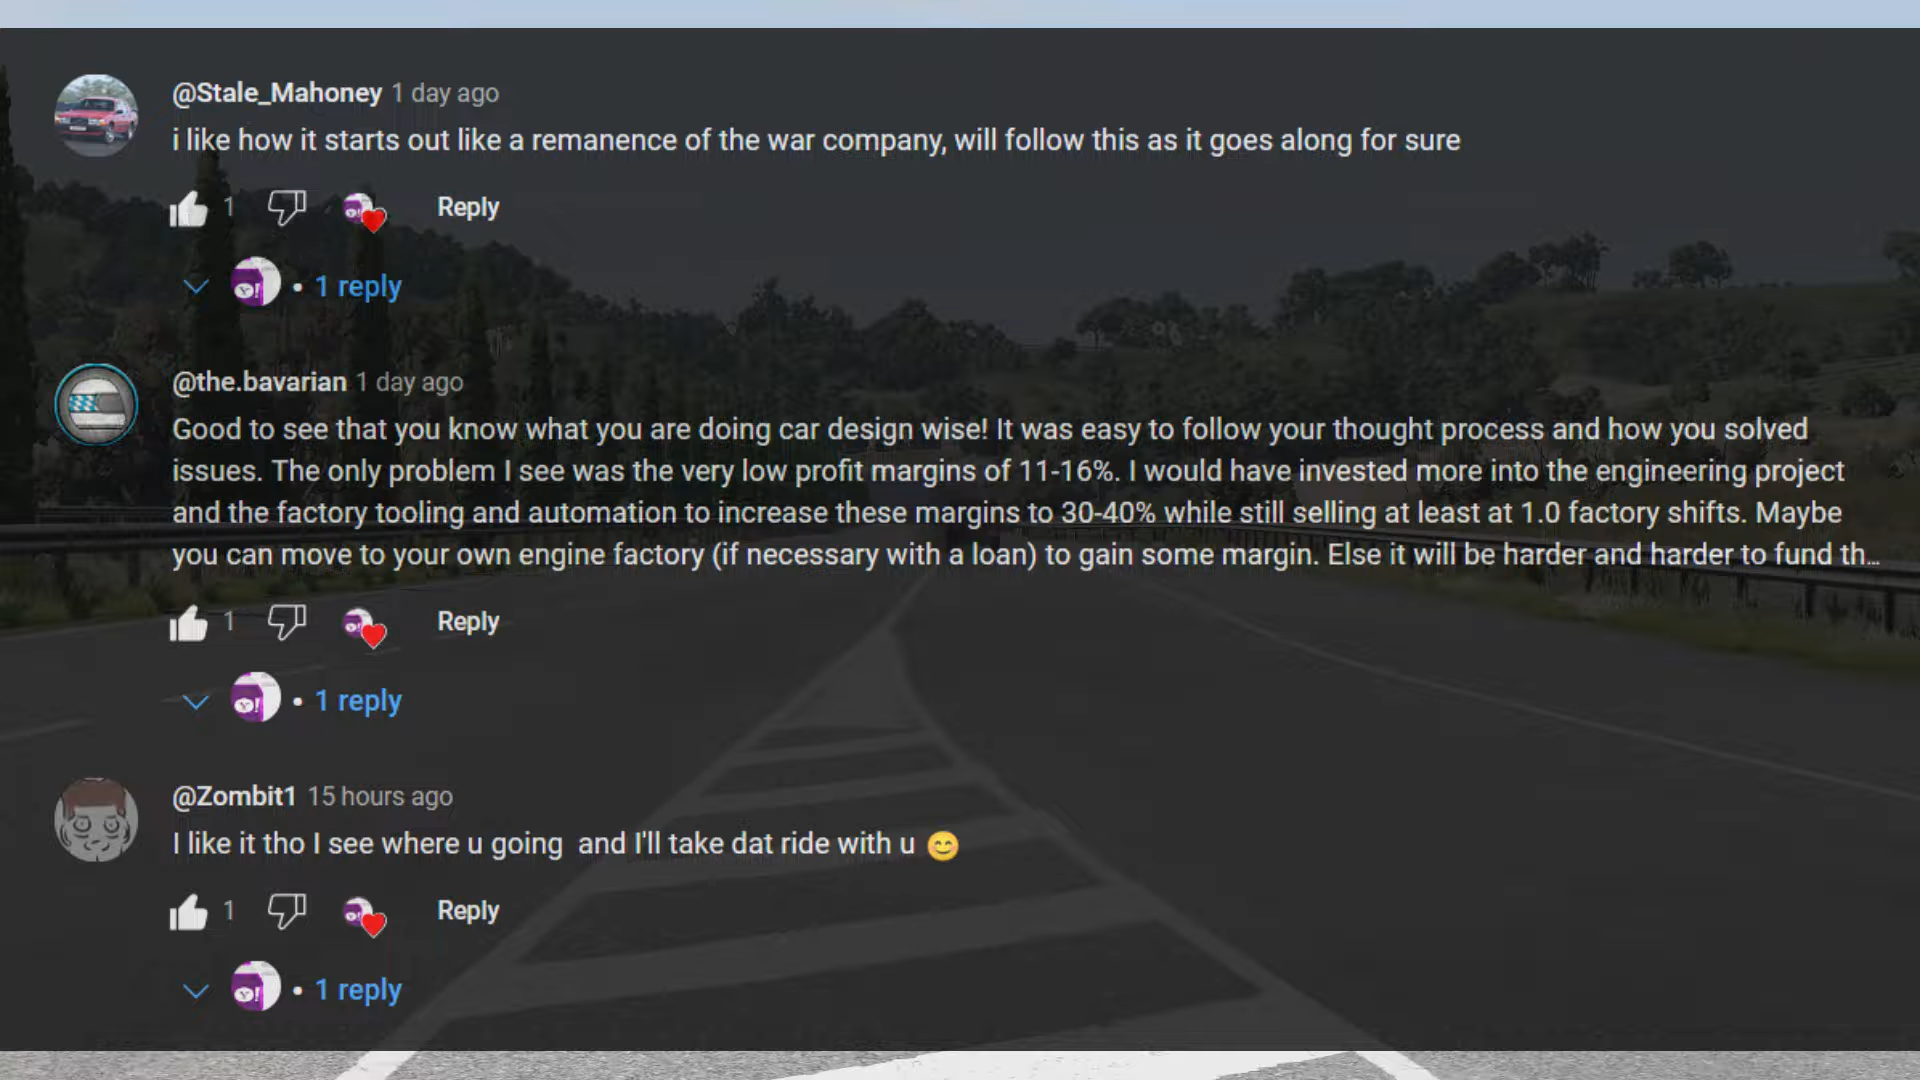 @Stale_Mahoney 1 day ago
i like how it starts out like a remanence of the war company, will follow this as it goes along for sure
1 Reply
• 1 reply
@the.bavarian 1 day ago
Good to see that you know what you are doing car design wise! It was easy to follow your thought process and how you solved
issues. The only problem I see was the very low profit margins of 11-16%. I would have invested more into the engineering project
and the factory tooling and automation to increase these margins to 30-40% while still selling at least at 1.0 factory shifts. Maybe
you can move to your own engine factory (if necessary with a loan) to gain some margin. Else it will be harder and harder to fund th...
1 Reply
• 1 reply
@Zombit1 15 hours ago
I like it tho I see where u going  and I'll take dat ride with u 😊
1 Reply
• 1 reply